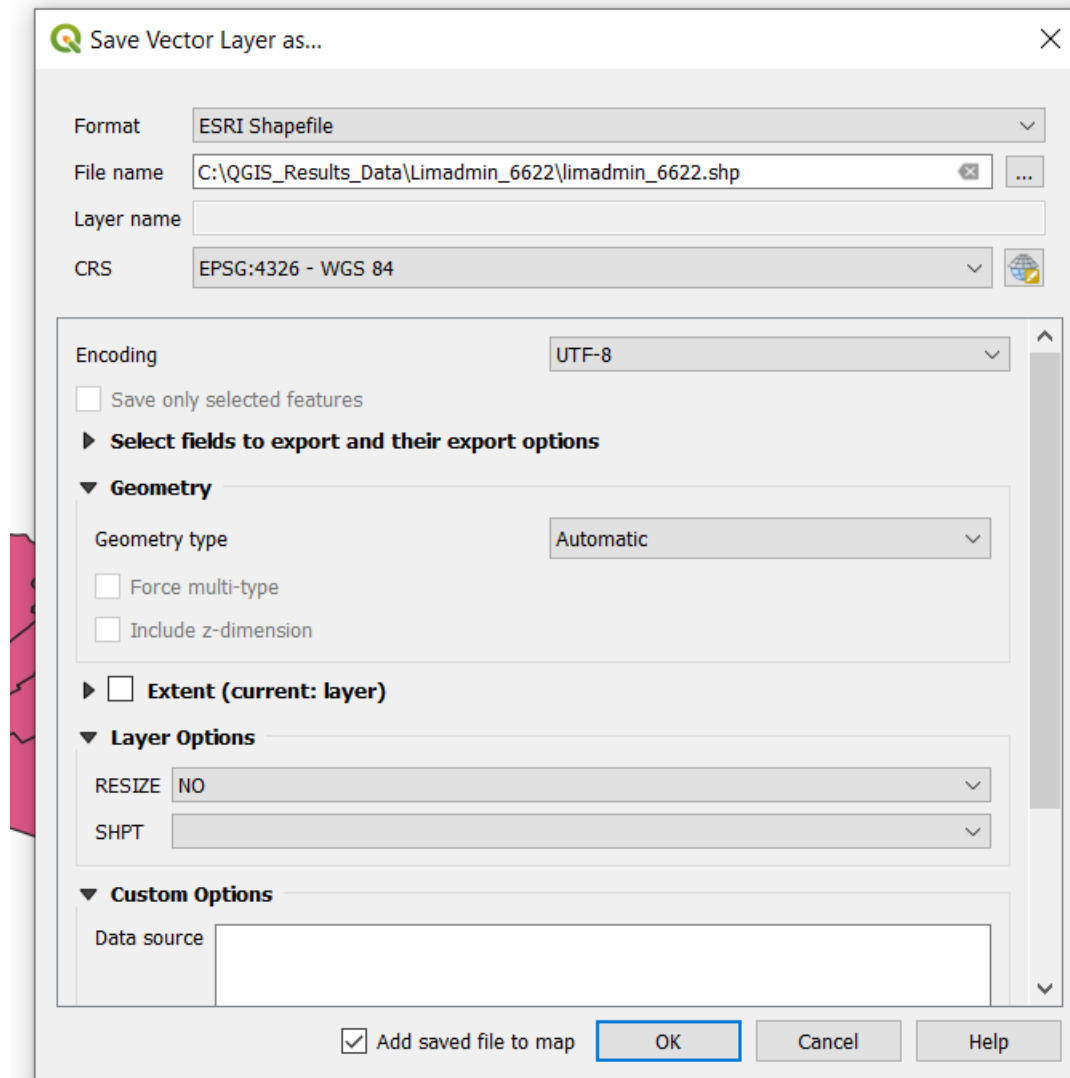 Save Vector Layer as...
Format ESRI Shapefile
File name C:\QGIS_Results_Data\Limadmin_6622\limadmin_6622.shp ...
Layer name
CRS EPSG:4326 - WGS 84
Encoding UTF-8
Save only selected features
Select fields to export and their export options
Geometry
Geometry type Automatic
Force multi-type
Include z-dimension
Extent (current: layer)
Layer Options
RESIZE NO
SHPT
Custom Options
Data source
Add saved file to map OK Cancel Help